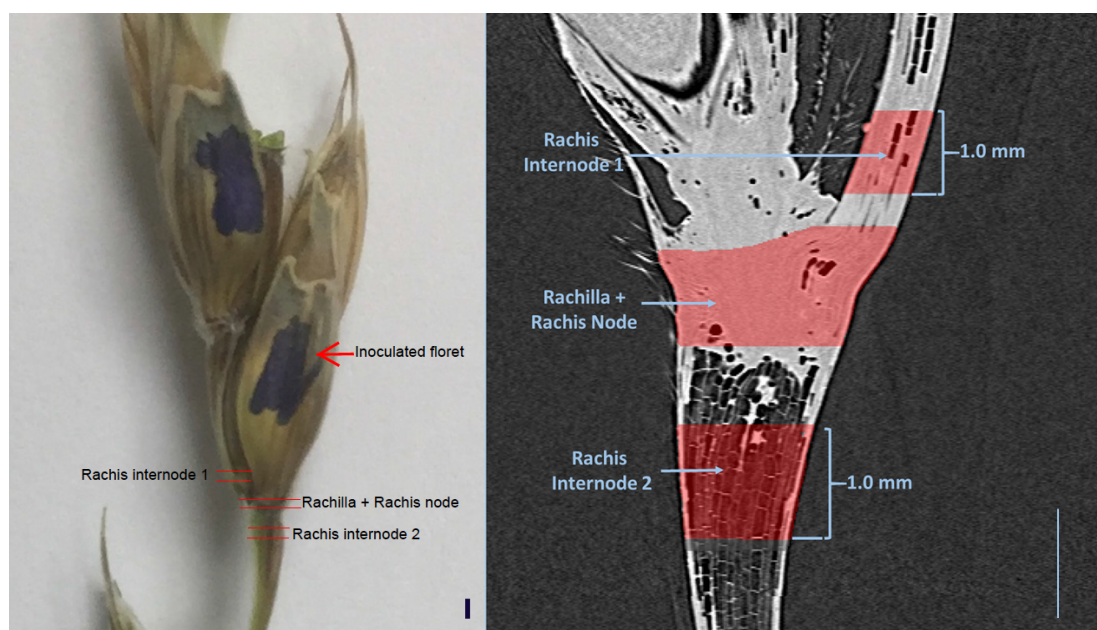 Inoculated floret
Rachis internode 1
Rachilla + Rachis node
Rachis internode 2
Rachis
Internode 1
1.0 mm
Rachilla +
Rachis Node
Rachis
Internode 2
1.0 mm